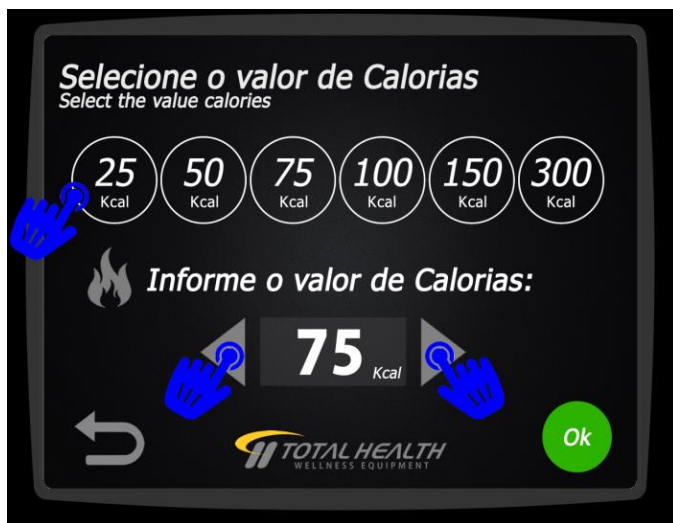 Selecione o valor de Calorias
Select the value calories
25 50 75 100 150 300
Kcal Kcal Kcal Kcal Kcal Kcal
Informe o valor de Calorias:
75 Kcal
Ok
TOTAL HEALTH
WELLNESS EQUIPMENT